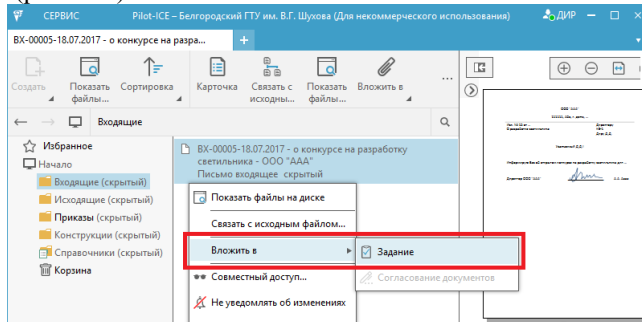 СЕРВИС Pilot-ICE – Белгородский ГТУ им. В.Г. Шухова (Для некоммерческого использования) ДИР
ВХ-00005-18.07.2017 - о конкурсе на разра...
Создать Показать файлы... Сортировка Карточка Связать с исходны... Показать файлы... Вложить в ...
Входящие
Избранное
Начало
Входящие (скрытый)
Исходящие (скрытый)
Приказы (скрытый)
Конструкции (скрытый)
Справочники (скрытый)
Корзина
ВХ-00005-18.07.2017 - о конкурсе на разработку
светильника - ООО "ААА"
Письмо входящее скрытый
Показать файлы на диске
Связать с исходным файлом...
Вложить в
Задание
Совместный доступ...
Согласование документов
Не уведомлять об изменениях